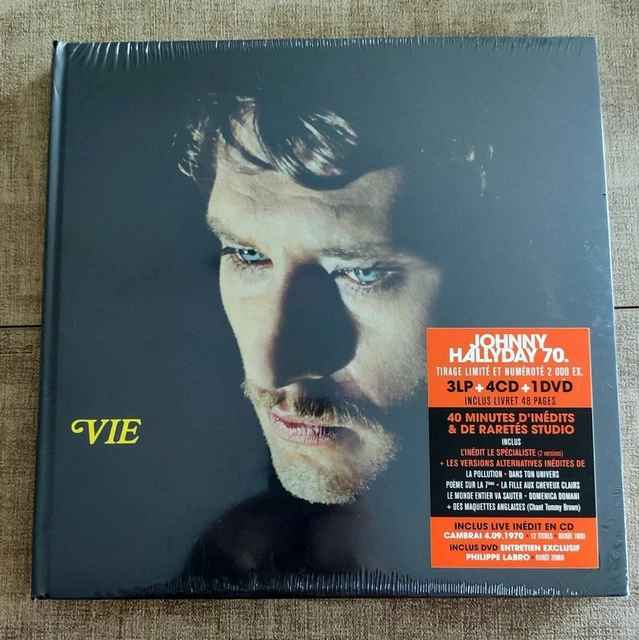 VIE
JOHNNY
HALLYDAY 70.
TIRAGE LIMITÉ ET NUMÉROTÉ 2 000 EX.
3LP + 4CD + 1DVD
INCLUS LIVRET 48 PAGES
40 MINUTES D'INÉDITS
& DE RARETÉS STUDIO
INCLUS
L'INÉDIT LE SPÉCIALISTE (2 versions)
+ LES VERSIONS ALTERNATIVES INÉDITES DE
LA POLLUTION • DANS TON UNIVERS
POÈME SUR LA 7ème • LA FILLE AUX CHEVEUX CLAIRS
LE MONDE ENTIER VA SAUTER • DOMENICA DOMANI
+ DES MAQUETTES ANGLAISES (Chant Tommy Brown)
INCLUS LIVE INÉDIT EN CD
CAMBRAI 4.09.1970 • 12 TITRES • DURÉE
INCLUS DVD ENTRETIEN EXCLUSIF
PHILIPPE LABRO • DURÉE